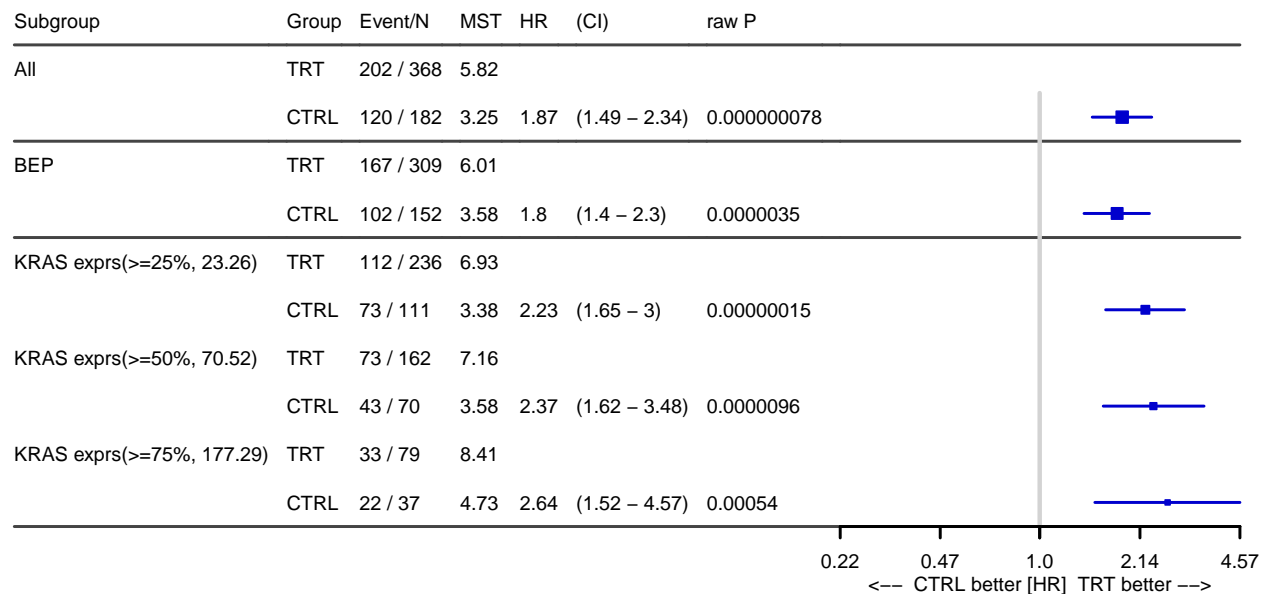 Subgroup Group Event/N MST HR (CI) raw P
All TRT 202 / 368 5.82
CTRL 120 / 182 3.25 1.87 (1.49 − 2.34) 0.000000078
BEP TRT 167 / 309 6.01
CTRL 102 / 152 3.58 1.8 (1.4 − 2.3) 0.0000035
KRAS exprs(>=25%, 23.26) TRT 112 / 236 6.93
CTRL 73 / 111 3.38 2.23 (1.65 − 3) 0.00000015
KRAS exprs(>=50%, 70.52) TRT 73 / 162 7.16
CTRL 43 / 70 3.58 2.37 (1.62 − 3.48) 0.0000096
KRAS exprs(>=75%, 177.29) TRT 33 / 79 8.41
CTRL 22 / 37 4.73 2.64 (1.52 − 4.57) 0.00054
0.22 0.47 1.0 2.14 4.57
<−− CTRL better [HR] TRT better −−>